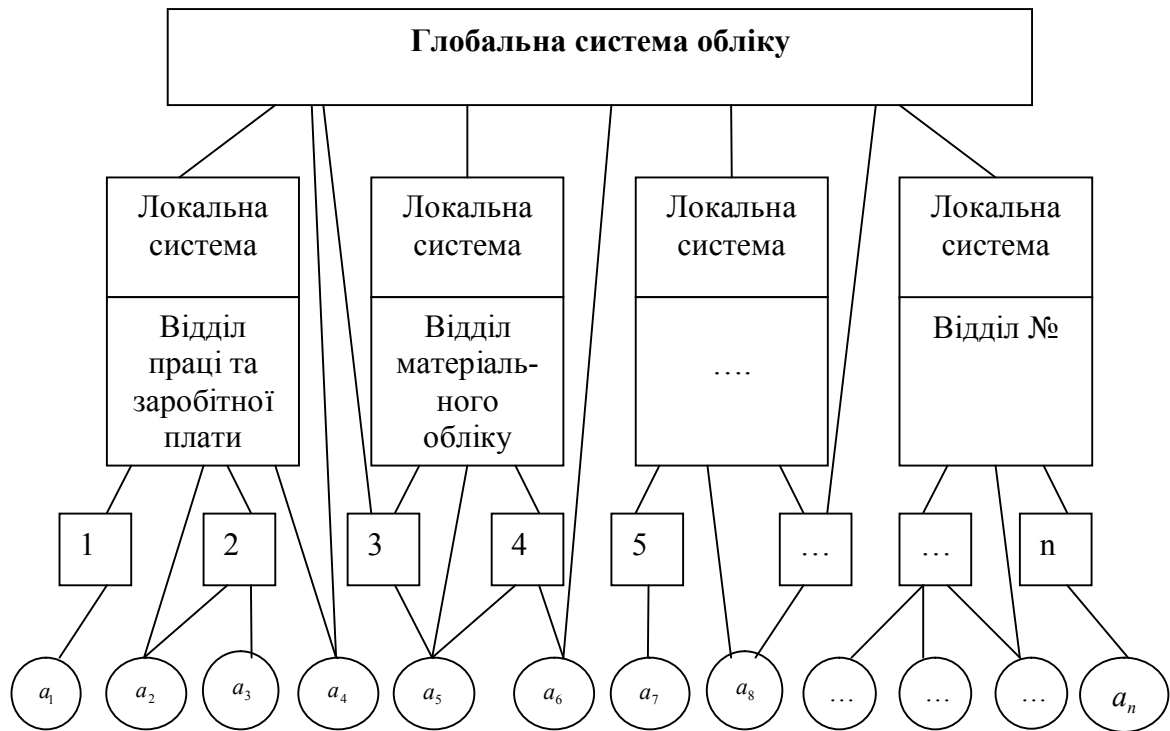 Глобальна система обліку
Локальна
система
Локальна
система
Локальна
система
Локальна
система
Відділ
праці та
заробітної
плати
Відділ
матеріаль-
ного
обліку
….
Відділ №
1
2
3
4
5
…
…
n
a₁
a₂
a₃
a₄
a₅
a₆
a₇
a₈
…
…
…
aₙ